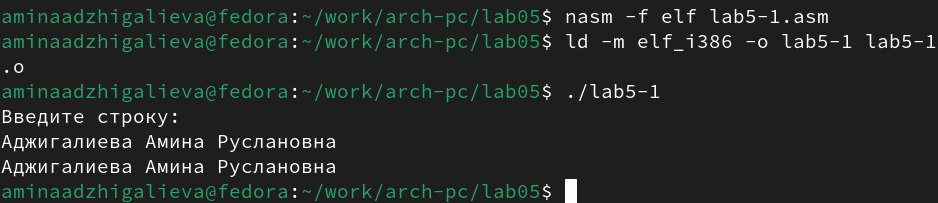 aminaadzhigalieva@fedora:~/work/arch-pc/lab05$ nasm -f elf lab5-1.asm
aminaadzhigalieva@fedora:~/work/arch-pc/lab05$ ld -m elf_i386 -o lab5-1 lab5-1
.o
aminaadzhigalieva@fedora:~/work/arch-pc/lab05$ ./lab5-1
Введите строку:
Аджигалиева Амина Руслановна
Аджигалиева Амина Руслановна
aminaadzhigalieva@fedora:~/work/arch-pc/lab05$